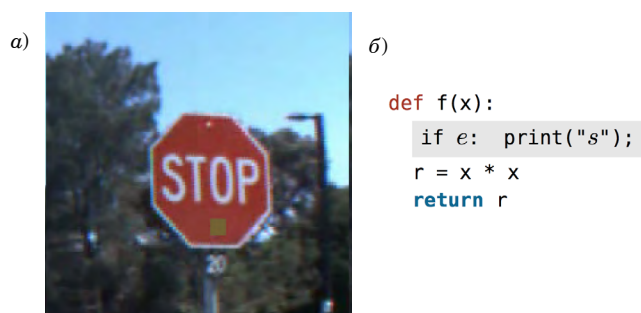 а)
STOP
20
б)
def f(x):
if e: print("s");
r = x * x
return r